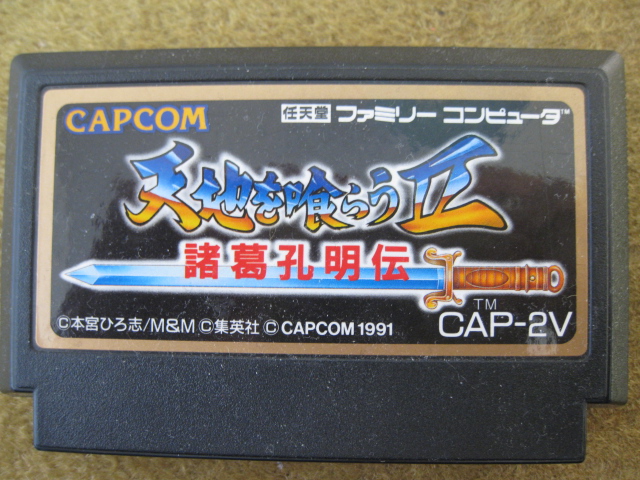 CAPCOM
任天堂 ファミリーコンピュータ™
天地を喰らうⅡ
諸葛孔明伝
TM
©本宮ひろ志/M&M ©集英社 ©CAPCOM 1991
CAP-2V